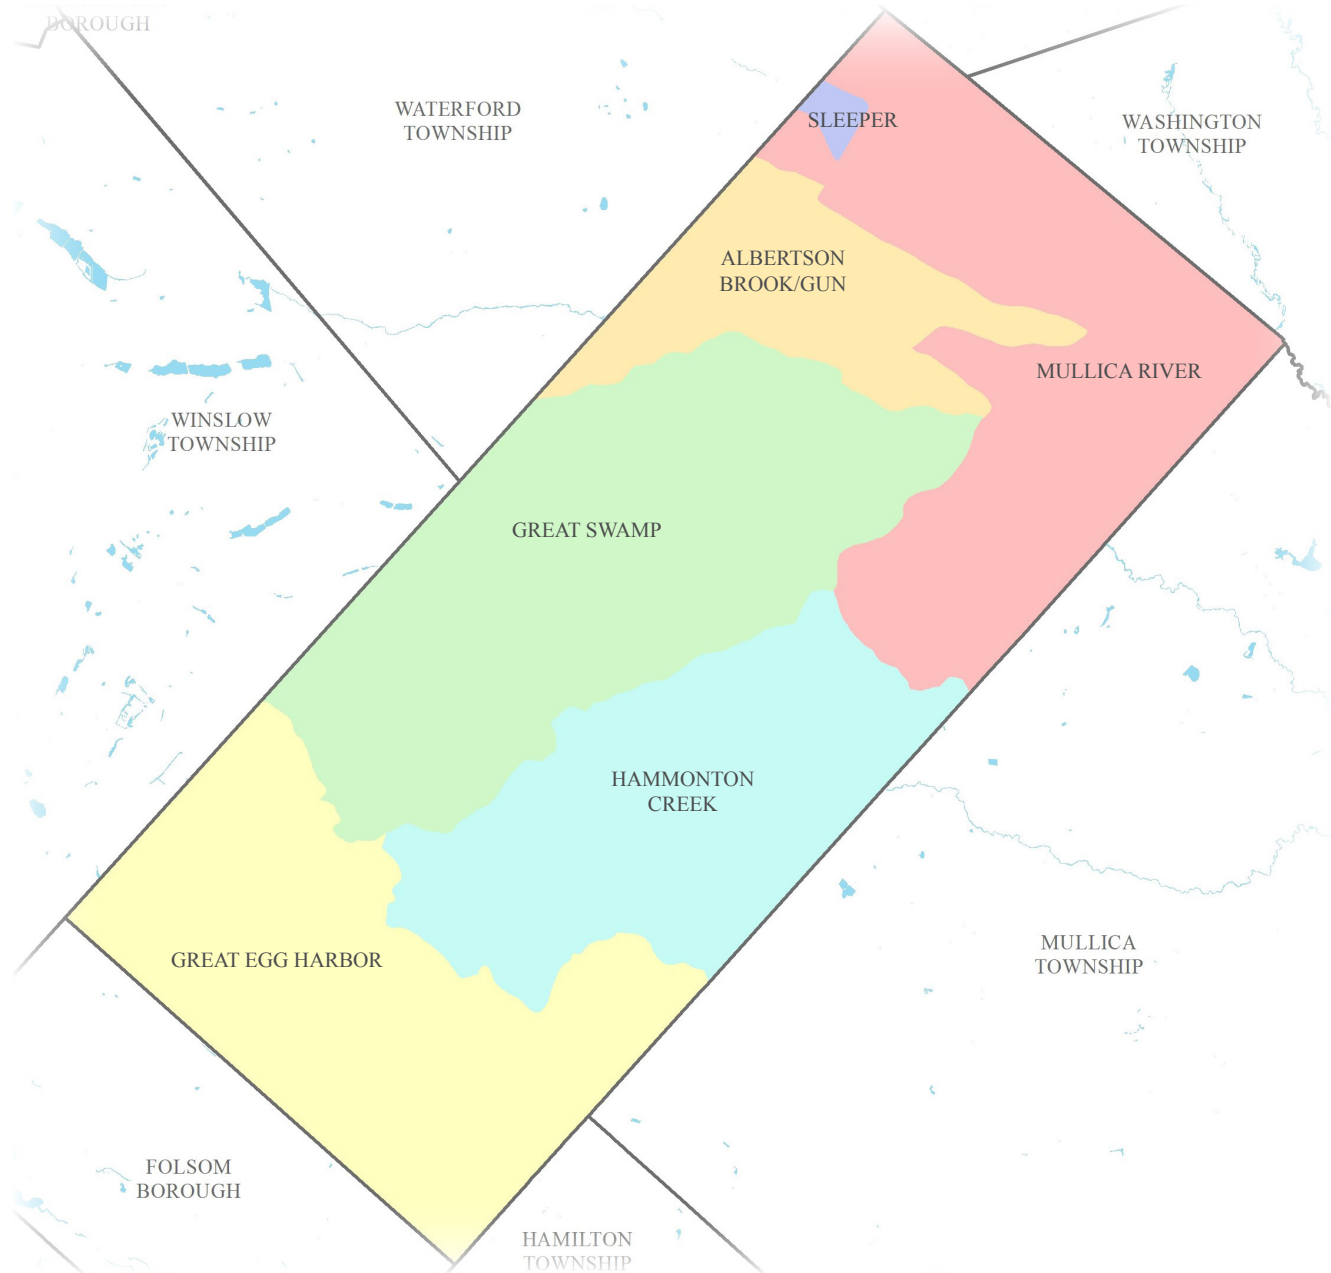 BOROUGH
WATERFORD
TOWNSHIP
SLEEPER
WASHINGTON
TOWNSHIP
ALBERTSON
BROOK/GUN
MULLICA RIVER
WINSLOW
TOWNSHIP
GREAT SWAMP
HAMMONTON
CREEK
GREAT EGG HARBOR
MULLICA
TOWNSHIP
FOLSOM
BOROUGH
HAMILTON
TOWNSHIP